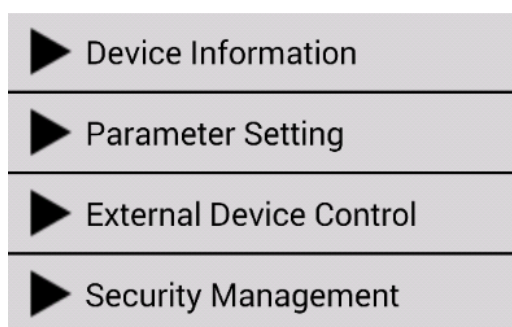 Device Information
Parameter Setting
External Device Control
Security Management